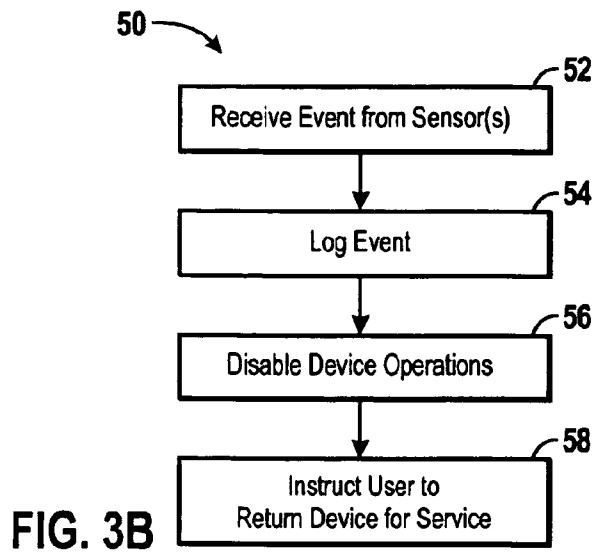 50
52
Receive Event from Sensor(s)
54
Log Event
56
Disable Device Operations
58
Instruct User to
Return Device for Service
FIG. 3B